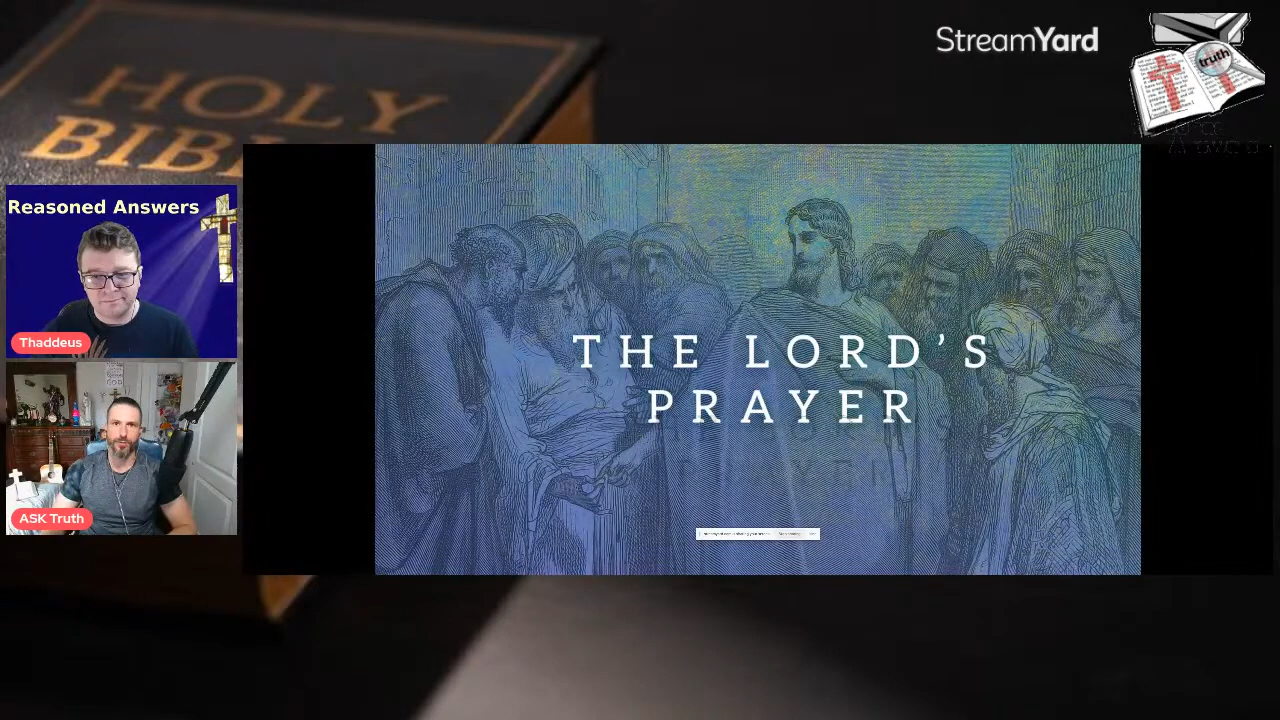 HOLY
BIB
StreamYard
truth
Reasoned Answers
Thaddeus
ASK Truth
THE LORD’S
PRAYER